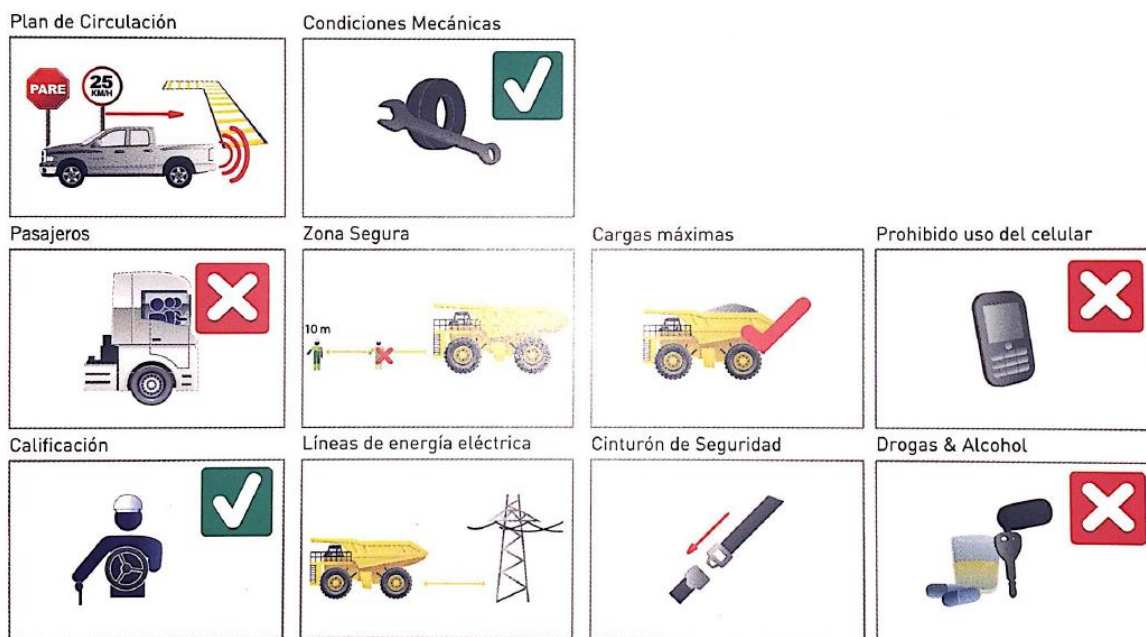 Plan de Circulación
Condiciones Mecánicas
PARE
25
KM/H
Pasajeros
Zona Segura
Cargas máximas
Prohibido uso del celular
10 m
Calificación
Líneas de energía eléctrica
Cinturón de Seguridad
Drogas & Alcohol